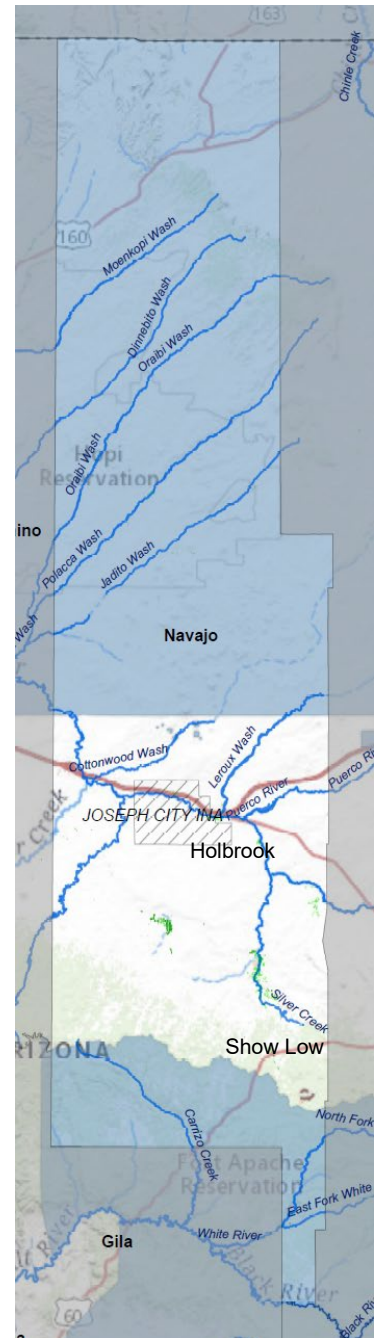 163
Chinle Creek
160
Moenkopi Wash
Dinnebito Wash
Oraibi Wash
Hopi
Reservation
Oraibi Wash
ino
Polacca Wash
Jadito Wash
Wash
Navajo
Cottonwood Wash
Leroux Wash
Puerco River
Puerco River
Creek
JOSEPH CITY INA
Holbrook
Silver Creek
Show Low
RIZONA
North Fork
Carrizo Creek
Fort Apache
Reservation
East Fork White
White River
Gila
River
Black River
60
Black Ri